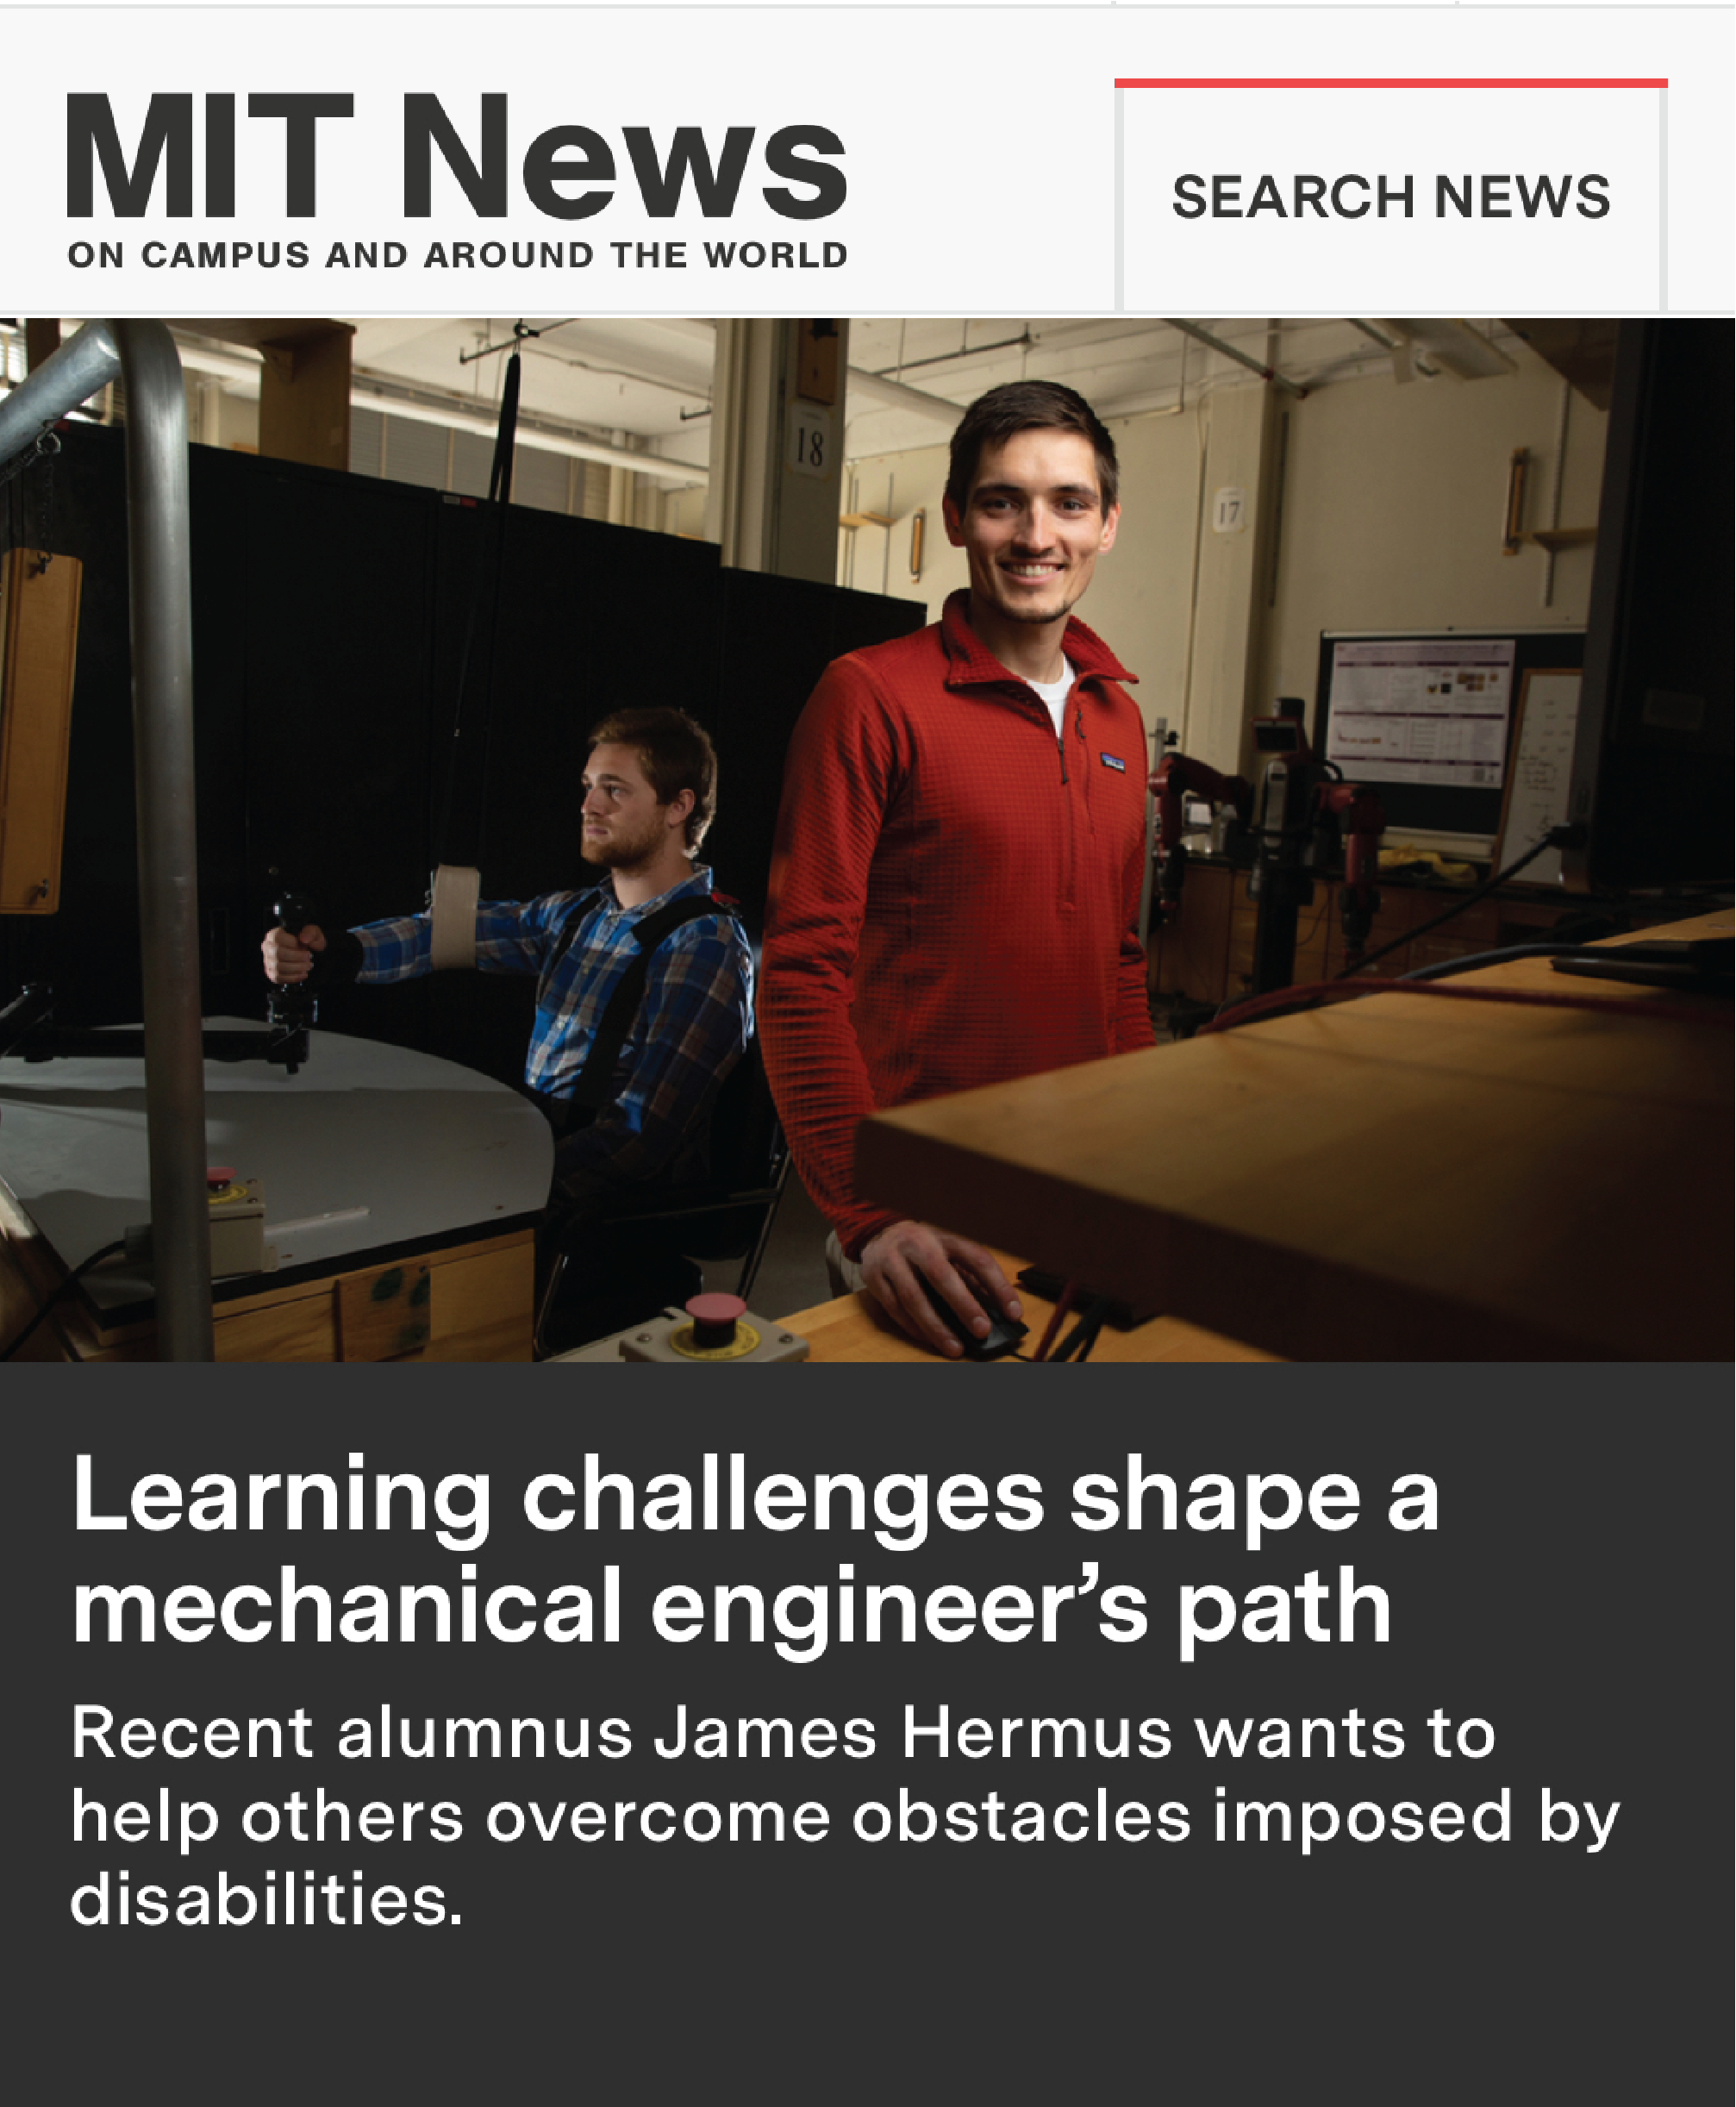 MIT News
ON CAMPUS AND AROUND THE WORLD
SEARCH NEWS
18
17
Learning challenges shape a
mechanical engineer’s path
Recent alumnus James Hermus wants to
help others overcome obstacles imposed by
disabilities.